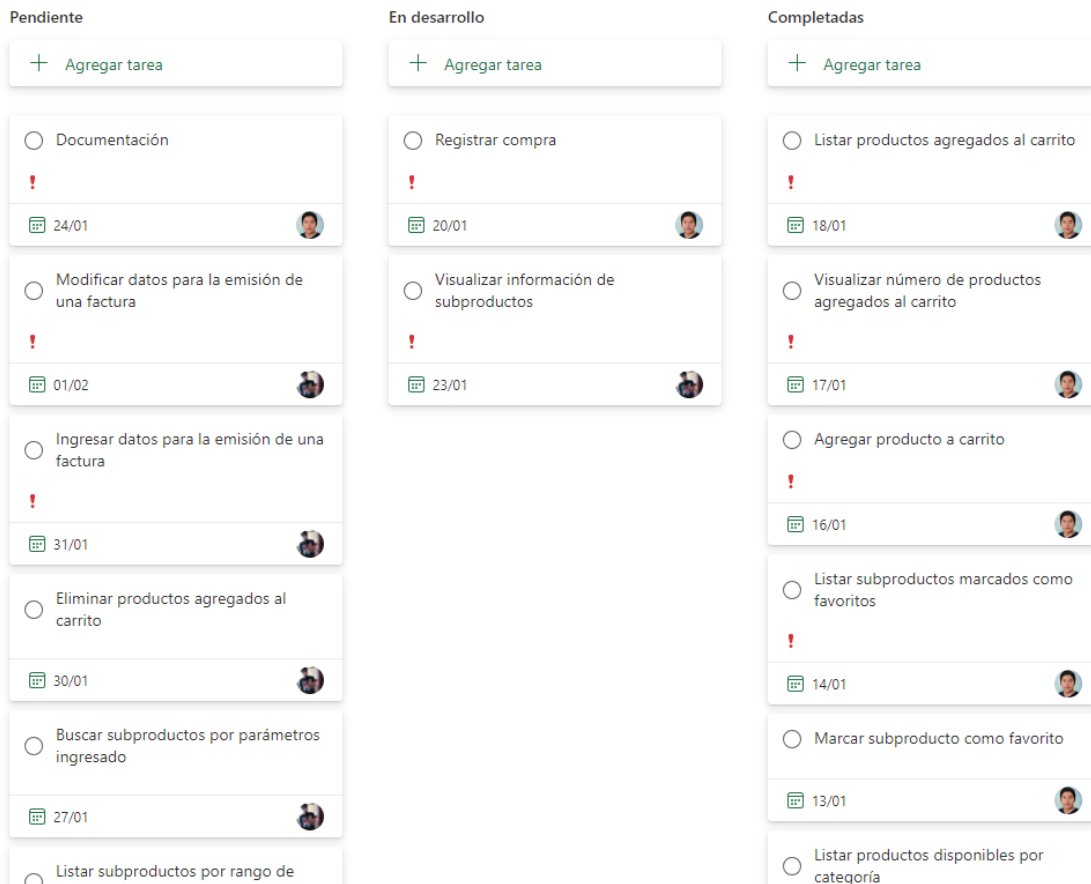 Pendiente
Agregar tarea
Documentación
24/01
Modificar datos para la emisión de
una factura
01/02
Ingresar datos para la emisión de una
factura
31/01
Eliminar productos agregados al
carrito
30/01
Buscar subproductos por parámetros
ingresado
27/01
Listar subproductos por rango de
En desarrollo
Agregar tarea
Registrar compra
20/01
Visualizar información de
subproductos
23/01
Completadas
Agregar tarea
Listar productos agregados al carrito
18/01
Visualizar número de productos
agregados al carrito
17/01
Agregar producto a carrito
16/01
Listar subproductos marcados como
favoritos
14/01
Marcar subproducto como favorito
13/01
Listar productos disponibles por
categoría